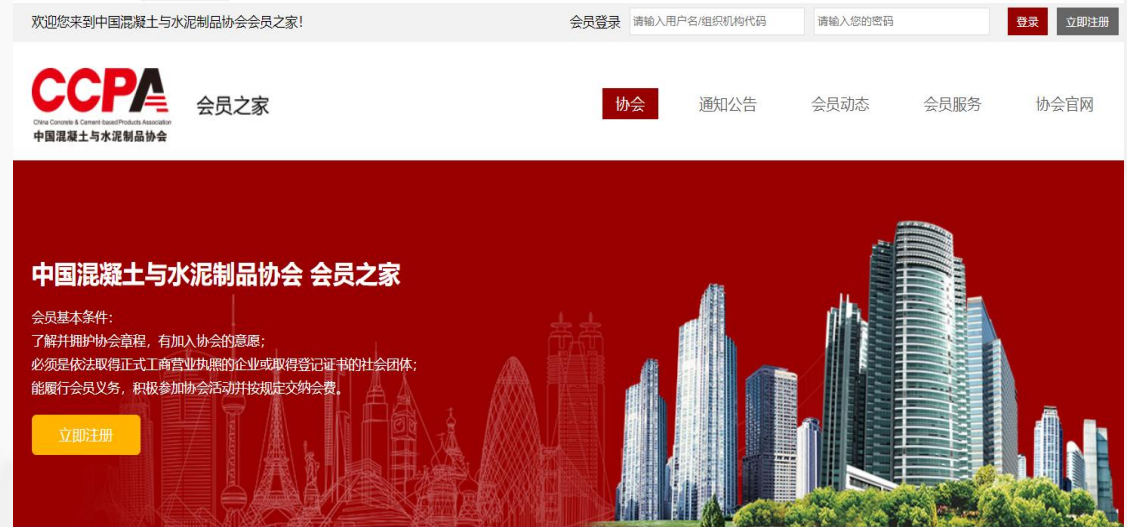 欢迎您来到中国混凝土与水泥制品协会会员之家!
会员登录 请输入用户名/组织机构代码 请输入您的密码 登录 立即注册
CCPA
China Concrete & Cement-based Products Association
中国混凝土与水泥制品协会
会员之家
协会 通知公告 会员动态 会员服务 协会官网
中国混凝土与水泥制品协会 会员之家
会员基本条件:
了解并拥护协会章程,有加入协会的意愿;
必须是依法取得正式工商营业执照的企业或取得登记证书的社会团体;
能履行会员义务,积极参加协会活动并按规定交纳会费。
立即注册